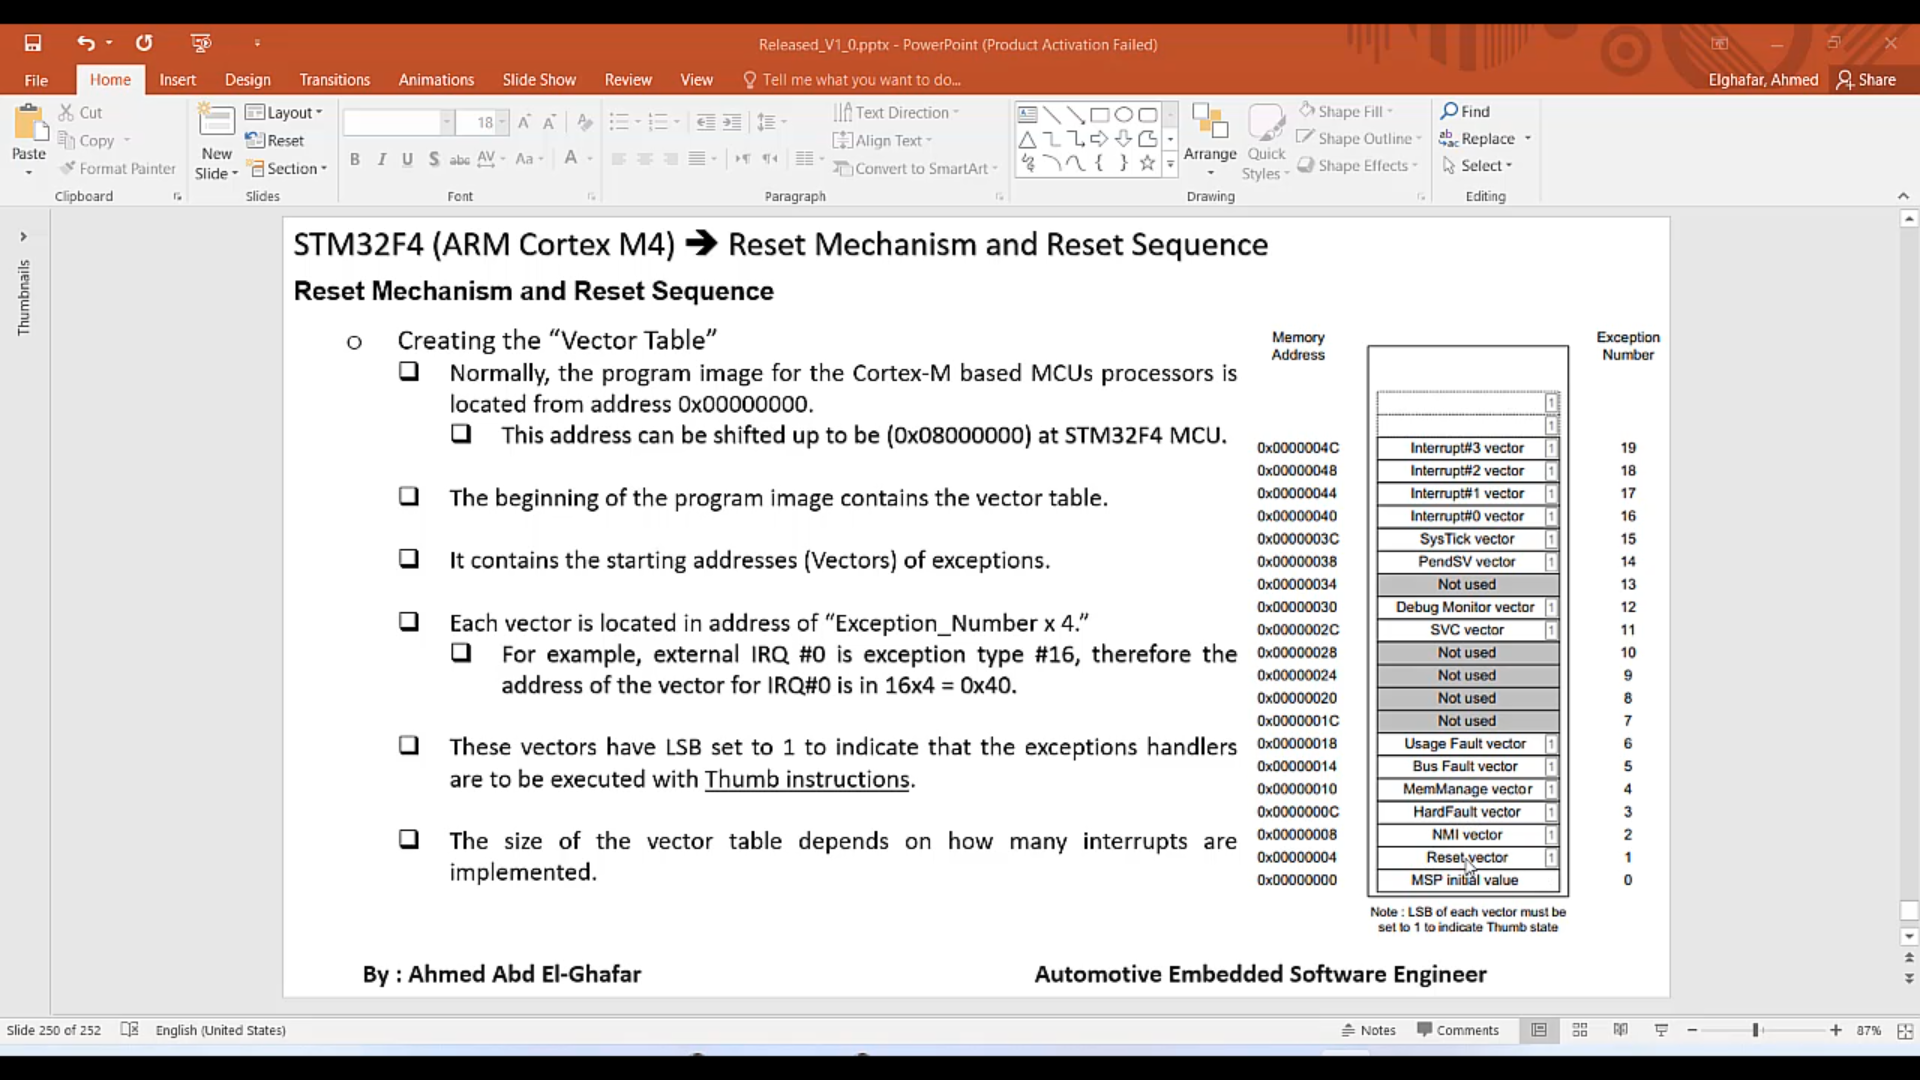 Released_V1_0.pptx - PowerPoint (Product Activation Failed)
File Home Insert Design Transitions Animations Slide Show Review View Tell me what you want to do... Elghafar, Ahmed Share
Paste
Cut
Copy
Format Painter
Clipboard
New Slide
Layout
Reset
Section
Slides
18
Font
Text Direction
Align Text
Convert to SmartArt
Paragraph
Arrange
Quick Styles
Shape Fill
Shape Outline
Shape Effects
Drawing
Find
Replace
Select
Editing
Thumbnails
STM32F4 (ARM Cortex M4) ➔ Reset Mechanism and Reset Sequence
Reset Mechanism and Reset Sequence
o Creating the “Vector Table”
❑ Normally, the program image for the Cortex-M based MCUs processors is
located from address 0x00000000.
❑ This address can be shifted up to be (0x08000000) at STM32F4 MCU.
❑ The beginning of the program image contains the vector table.
❑ It contains the starting addresses (Vectors) of exceptions.
❑ Each vector is located in address of “Exception_Number x 4.”
❑ For example, external IRQ #0 is exception type #16, therefore the
address of the vector for IRQ#0 is in 16x4 = 0x40.
❑ These vectors have LSB set to 1 to indicate that the exceptions handlers
are to be executed with Thumb instructions.
❑ The size of the vector table depends on how many interrupts are
implemented.
Memory Address
Exception Number
1
1
0x0000004C Interrupt#3 vector 1 19
0x00000048 Interrupt#2 vector 1 18
0x00000044 Interrupt#1 vector 1 17
0x00000040 Interrupt#0 vector 1 16
0x0000003C SysTick vector 1 15
0x00000038 PendSV vector 1 14
0x00000034 Not used 13
0x00000030 Debug Monitor vector 1 12
0x0000002C SVC vector 1 11
0x00000028 Not used 10
0x00000024 Not used 9
0x00000020 Not used 8
0x0000001C Not used 7
0x00000018 Usage Fault vector 1 6
0x00000014 Bus Fault vector 1 5
0x00000010 MemManage vector 1 4
0x0000000C HardFault vector 1 3
0x00000008 NMI vector 1 2
0x00000004 Reset vector 1 1
0x00000000 MSP initial value 0
Note : LSB of each vector must be
set to 1 to indicate Thumb state
By : Ahmed Abd El-Ghafar
Automotive Embedded Software Engineer
Slide 250 of 252 English (United States) Notes Comments 87%